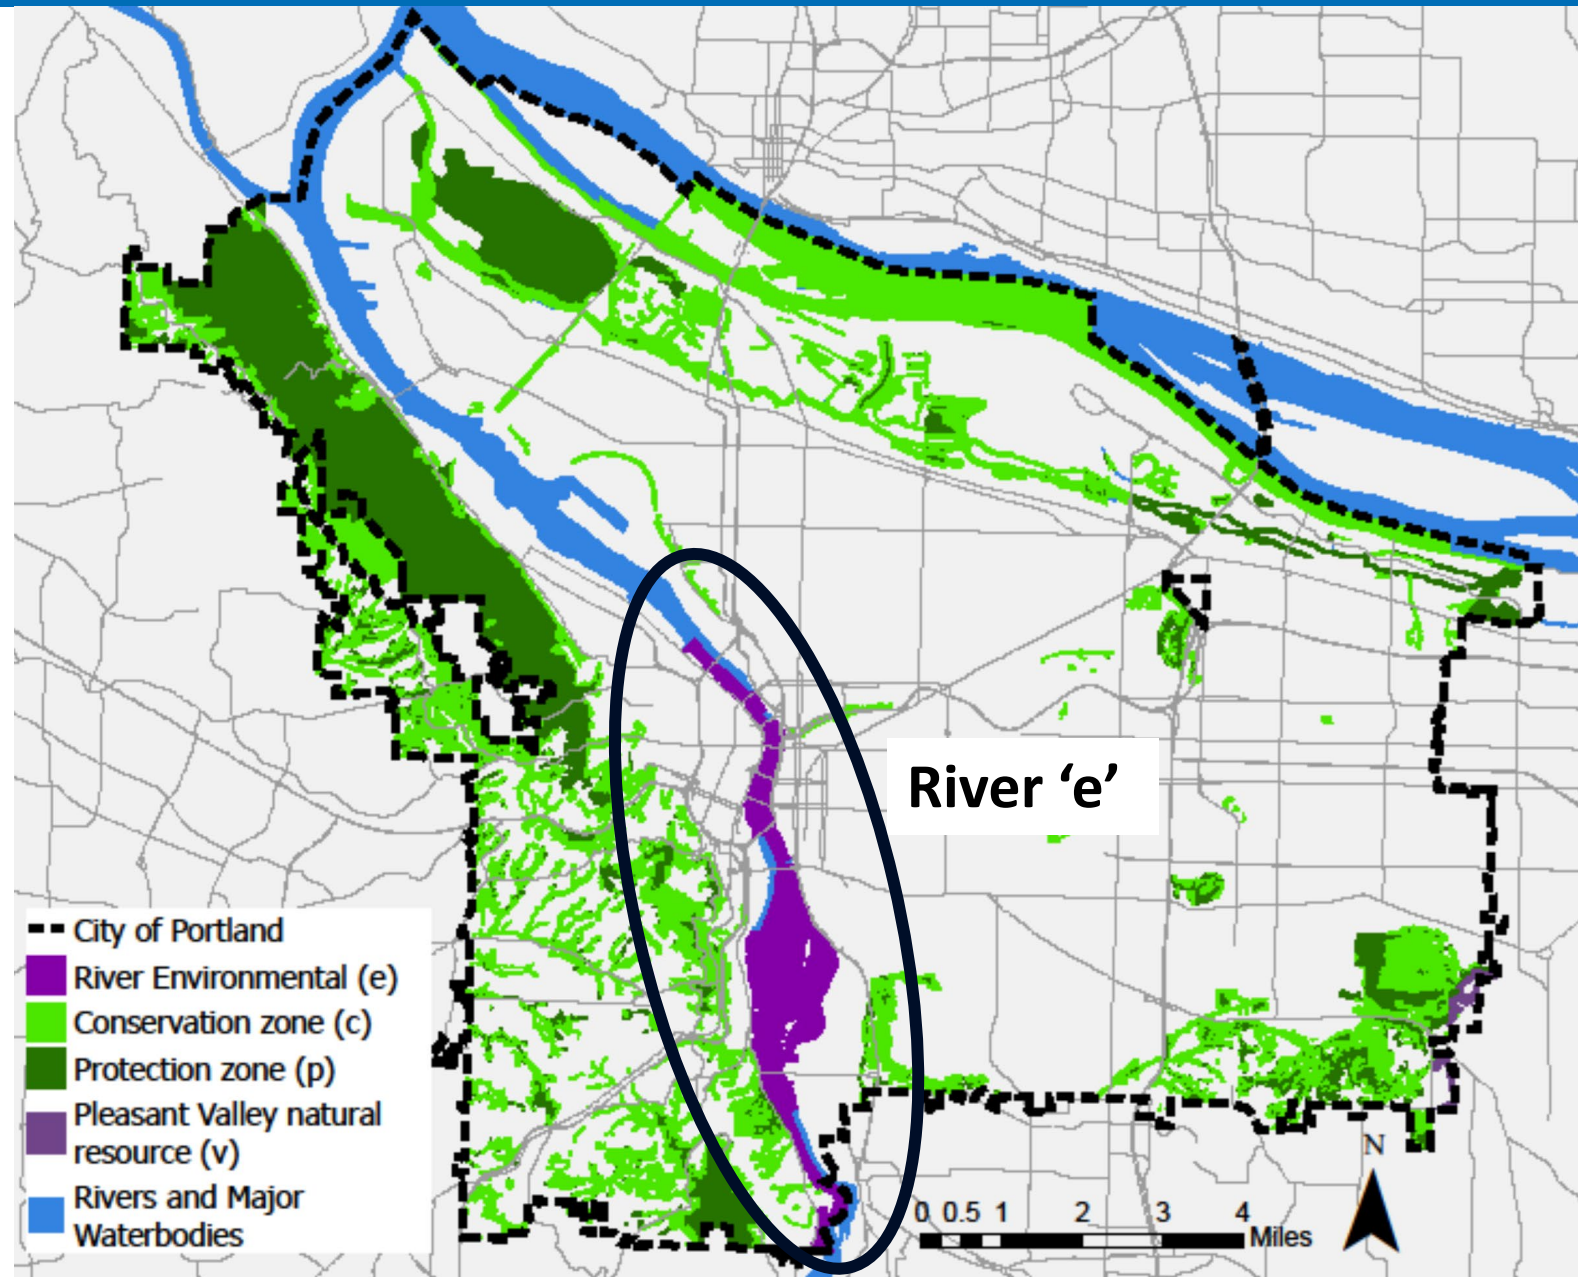 River ‘e’
City of Portland
River Environmental (e)
Conservation zone (c)
Protection zone (p)
Pleasant Valley natural
resource (v)
Rivers and Major
Waterbodies
N
0 0.5 1 2 3 4
Miles